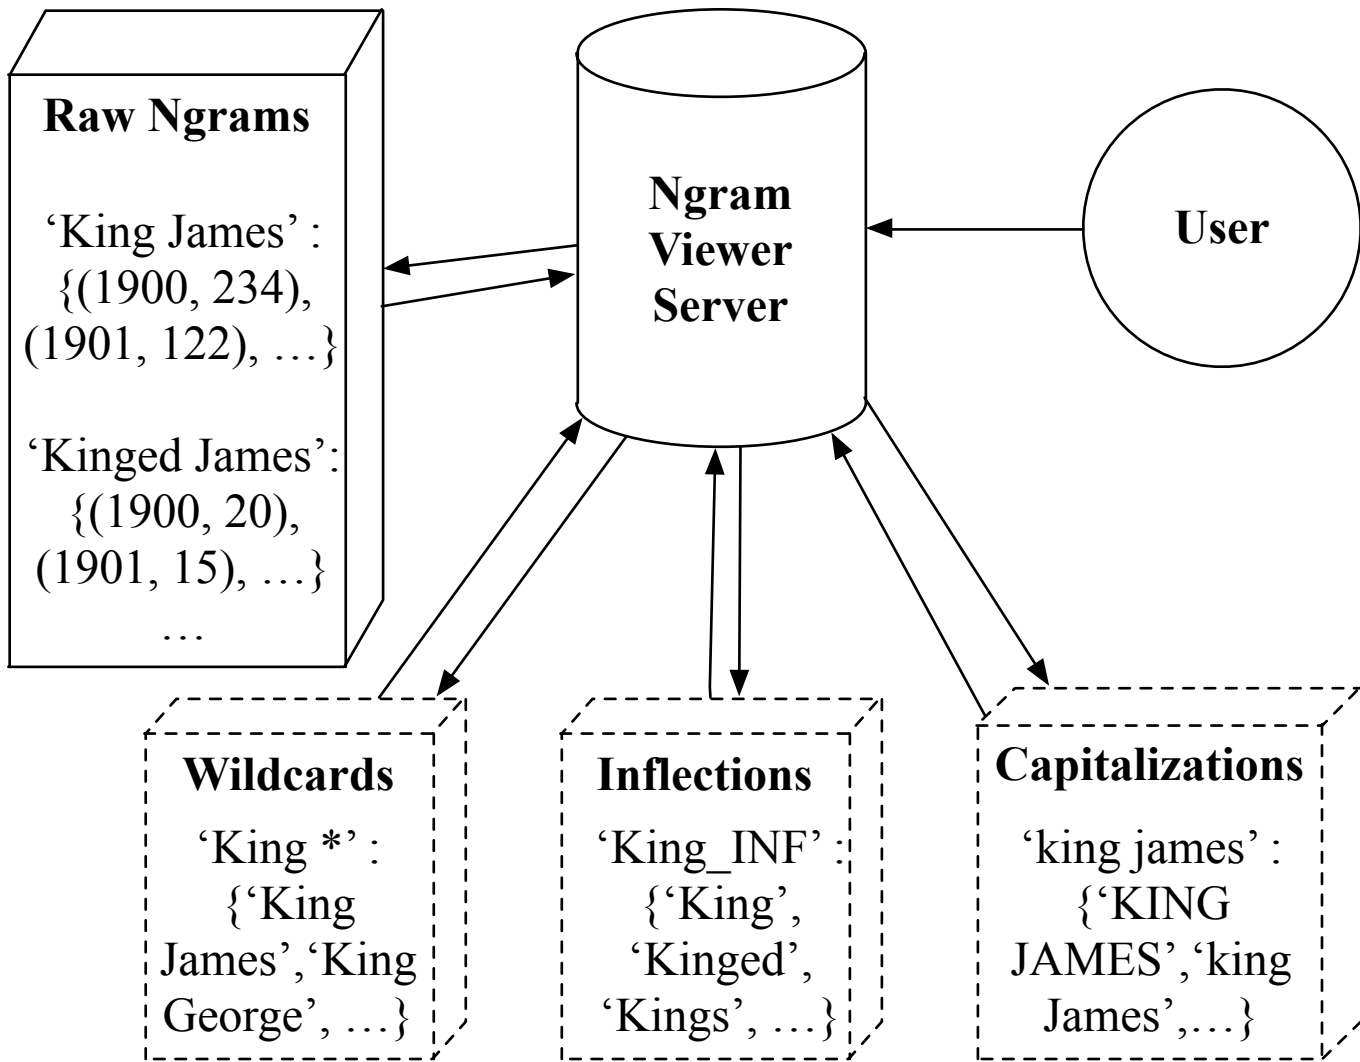 Raw Ngrams
‘King James’ :
{(1900, 234),
(1901, 122), …}
‘Kinged James’:
{(1900, 20),
(1901, 15), …}
…
Ngram
Viewer
Server
User
Wildcards
‘King *’ :
{‘King
James’,‘King
George’, …}
Inflections
‘King_INF’ :
{‘King’,
‘Kinged’,
‘Kings’, …}
Capitalizations
‘king james’ :
{‘KING
JAMES’,‘king
James’,…}